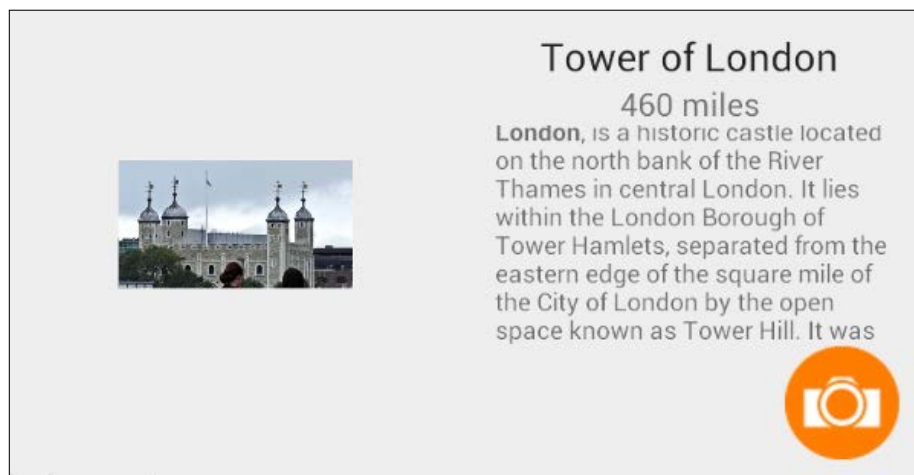 Tower of London
460 miles
London, is a historic castle located
on the north bank of the River
Thames in central London. It lies
within the London Borough of
Tower Hamlets, separated from the
eastern edge of the square mile of
the City of London by the open
space known as Tower Hill. It was